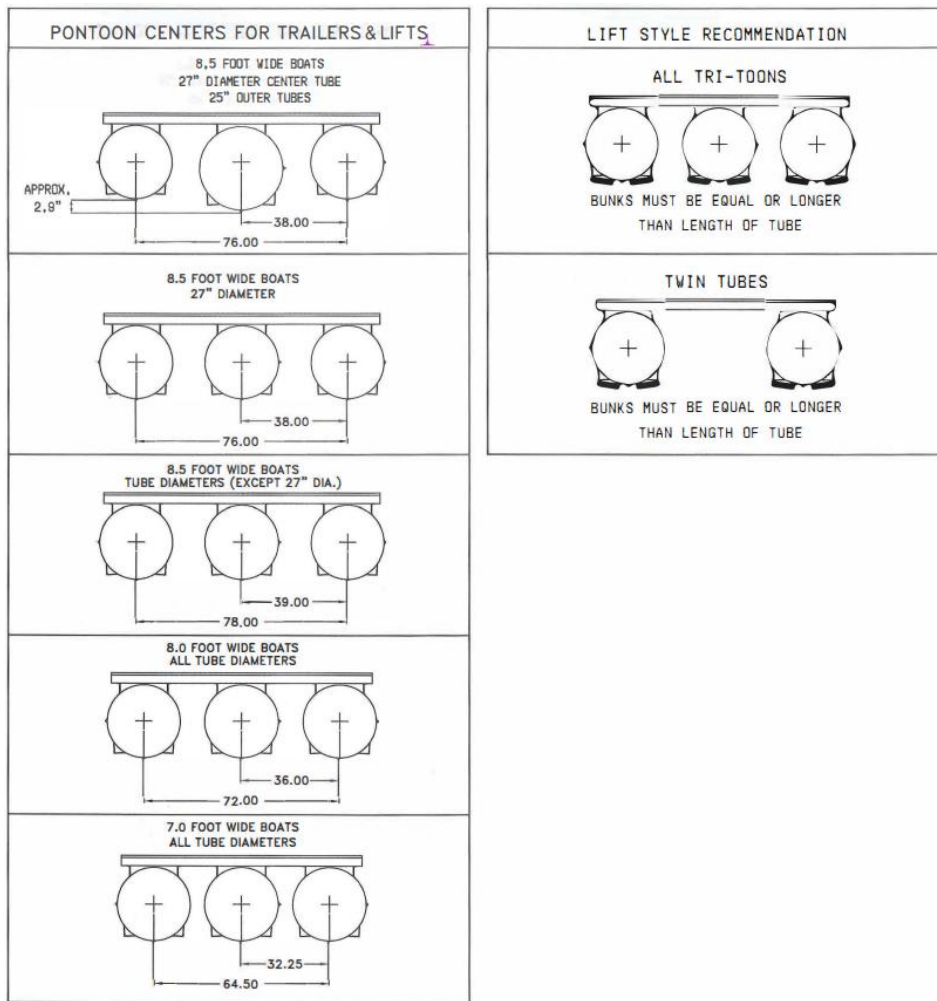 PONTOON CENTERS FOR TRAILERS & LIFTS
8.5 FOOT WIDE BOATS
27" DIAMETER CENTER TUBE
25" OUTER TUBES
APPROX.
2.9"
38.00
76.00
8.5 FOOT WIDE BOATS
27" DIAMETER
38.00
76.00
8.5 FOOT WIDE BOATS
TUBE DIAMETERS (EXCEPT 27" DIA.)
39.00
78.00
8.0 FOOT WIDE BOATS
ALL TUBE DIAMETERS
36.00
72.00
7.0 FOOT WIDE BOATS
ALL TUBE DIAMETERS
32.25
64.50
LIFT STYLE RECOMMENDATION
ALL TRI-TOONS
BUNKS MUST BE EQUAL OR LONGER
THAN LENGTH OF TUBE
TWIN TUBES
BUNKS MUST BE EQUAL OR LONGER
THAN LENGTH OF TUBE